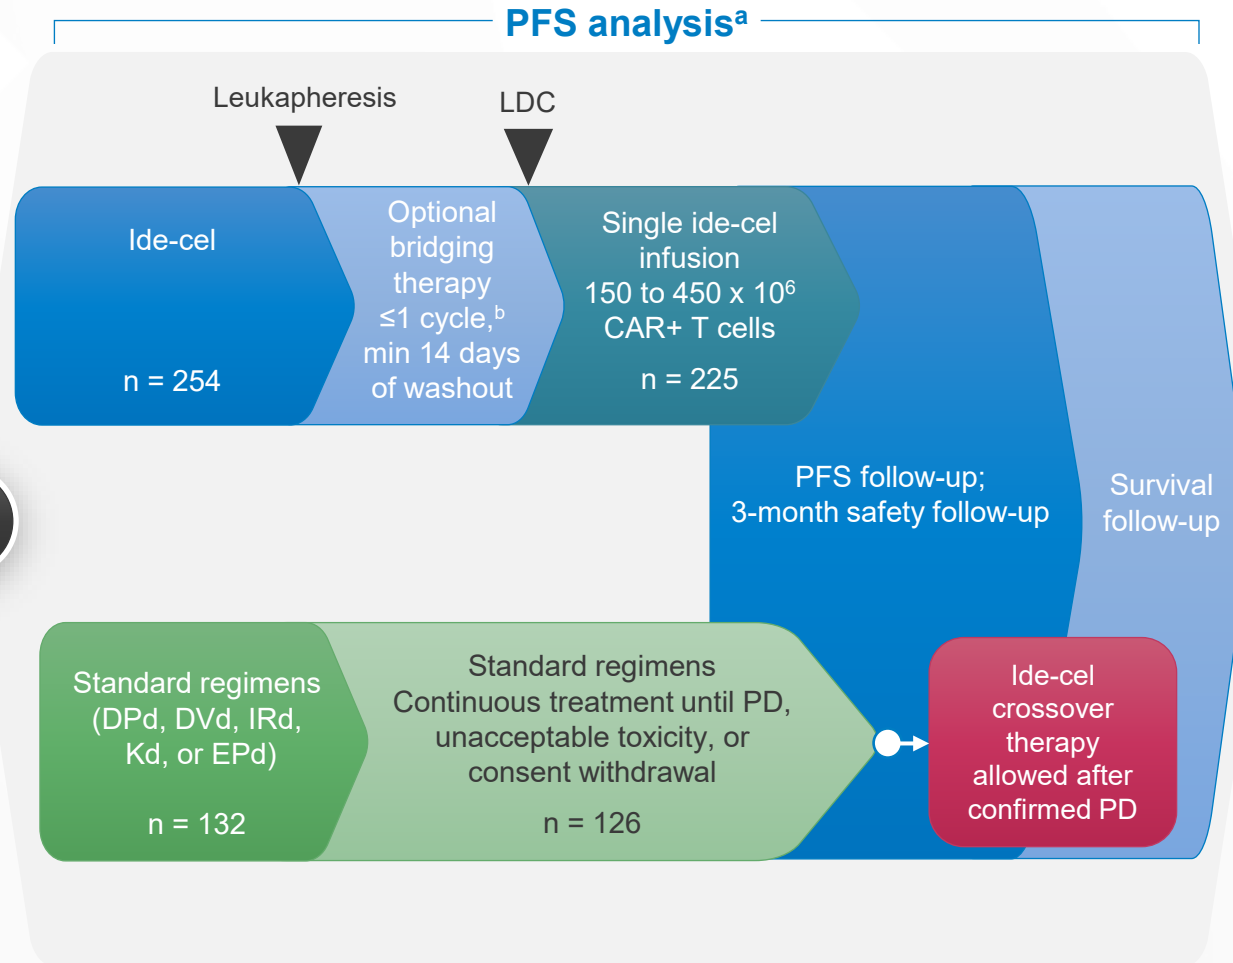 PFS analysisᵃ
Leukapheresis
LDC
Ide-cel
n = 254
Optional
bridging
therapy
≤1 cycle,ᵇ
min 14 days
of washout
Single ide-cel
infusion
150 to 450 x 10⁶
CAR+ T cells
n = 225
PFS follow-up;
3-month safety follow-up
Survival
follow-up
Standard regimens
(DPd, DVd, IRd,
Kd, or EPd)
n = 132
Standard regimens
Continuous treatment until PD,
unacceptable toxicity, or
consent withdrawal
n = 126
Ide-cel
crossover
therapy
allowed after
confirmed PD